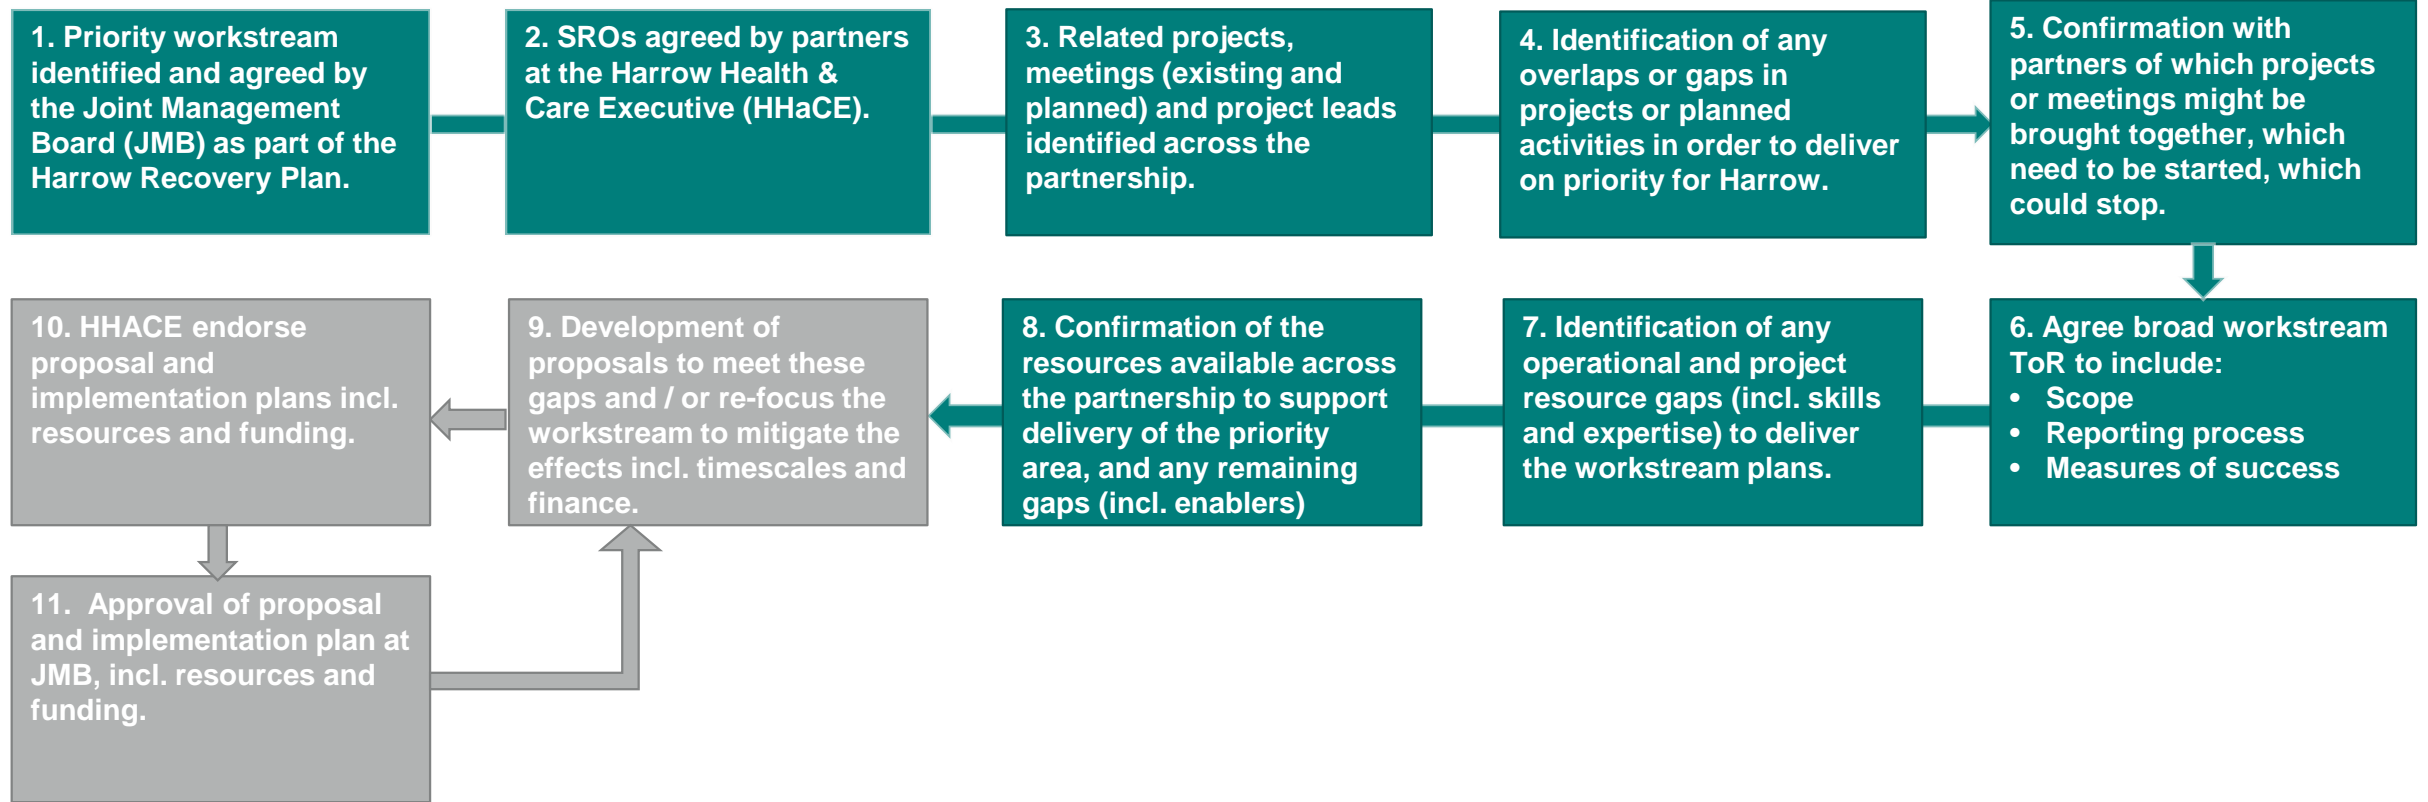 1. Priority workstream
identified and agreed by
the Joint Management
Board (JMB) as part of the
Harrow Recovery Plan.
2. SROs agreed by partners
at the Harrow Health &
Care Executive (HHaCE).
3. Related projects,
meetings (existing and
planned) and project leads
identified across the
partnership.
4. Identification of any
overlaps or gaps in
projects or planned
activities in order to deliver
on priority for Harrow.
5. Confirmation with
partners of which projects
or meetings might be
brought together, which
need to be started, which
could stop.
6. Agree broad workstream
ToR to include:
• Scope
• Reporting process
• Measures of success
7. Identification of any
operational and project
resource gaps (incl. skills
and expertise) to deliver
the workstream plans.
8. Confirmation of the
resources available across
the partnership to support
delivery of the priority
area, and any remaining
gaps (incl. enablers)
9. Development of
proposals to meet these
gaps and / or re-focus the
workstream to mitigate the
effects incl. timescales and
finance.
10. HHACE endorse
proposal and
implementation plans incl.
resources and funding.
11. Approval of proposal
and implementation plan at
JMB, incl. resources and
funding.